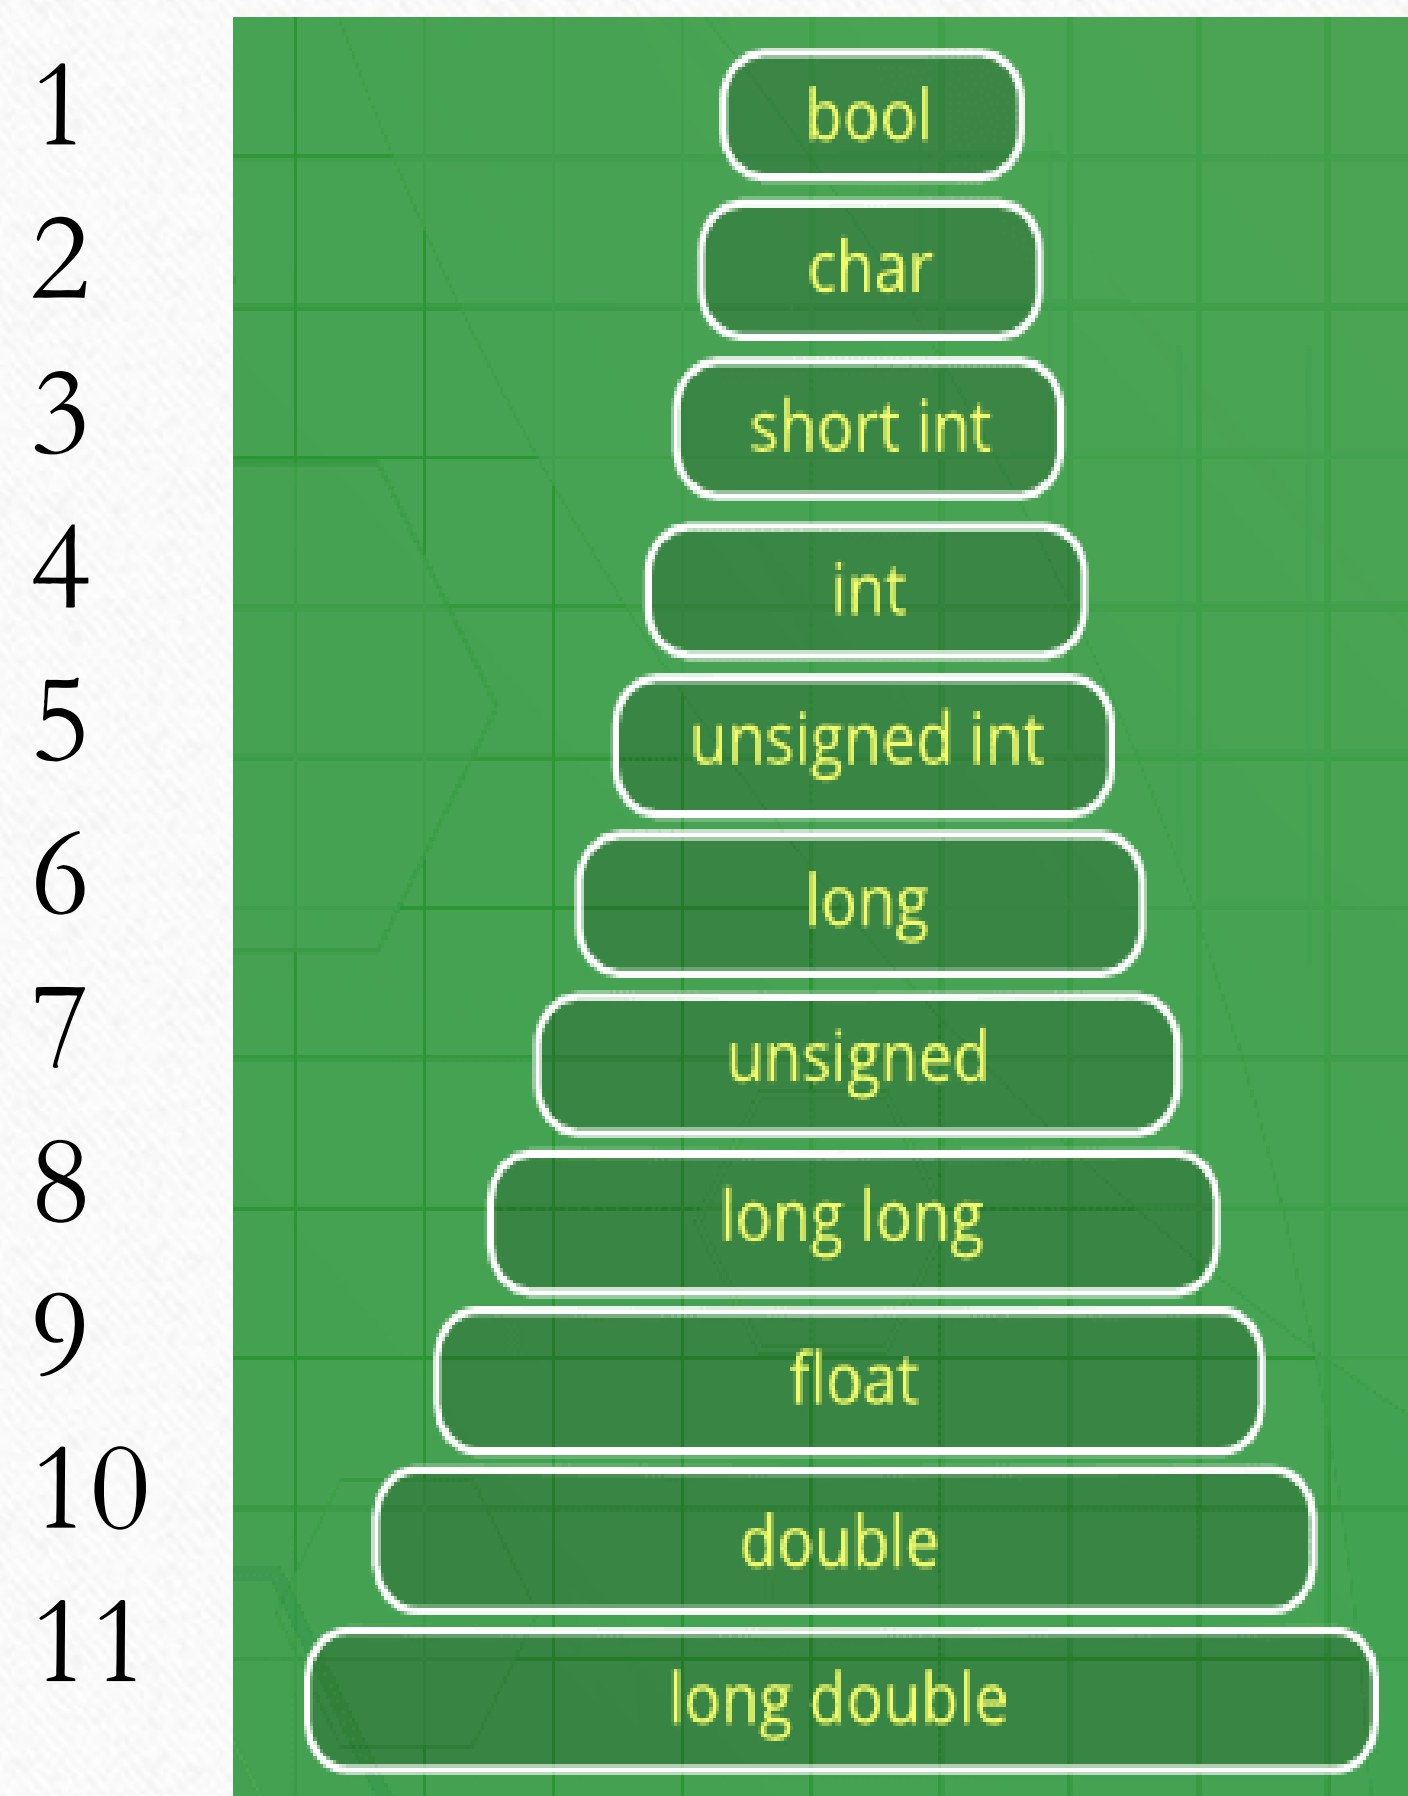 1 bool
2 char
3 short int
4 int
5 unsigned int
6 long
7 unsigned
8 long long
9 float
10 double
11 long double